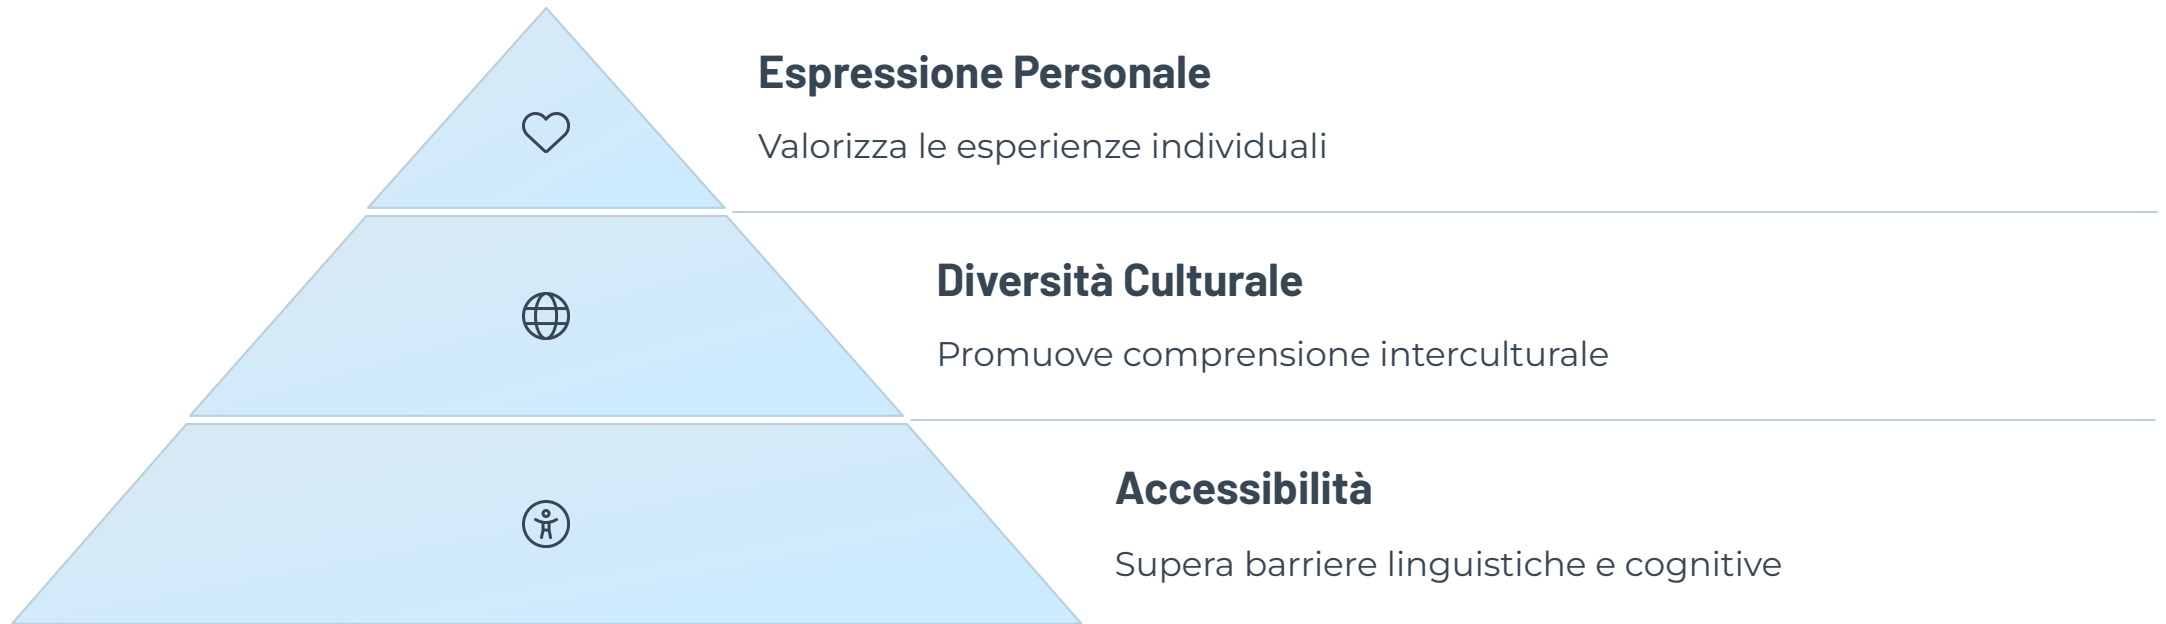 Espressione Personale
Valorizza le esperienze individuali
Diversità Culturale
Promuove comprensione interculturale
Accessibilità
Supera barriere linguistiche e cognitive